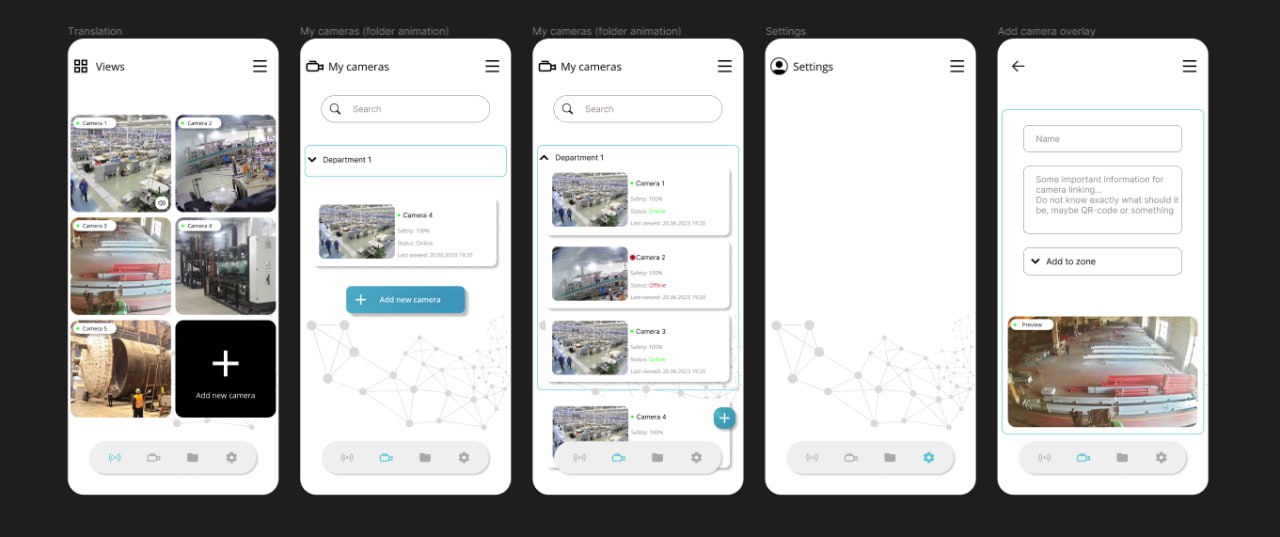 Translation
Views
Camera 1
Camera 2
Camera 3
Camera 4
Camera 5
Add new camera
My cameras (folder animation)
My cameras
Search
Department 1
Camera 4
Safety: 100%
Status: Online
Last viewed: 20.06.2023 19:20
Add new camera
My cameras (folder animation)
My cameras
Search
Department 1
Camera 1
Safety: 100%
Status: Online
Last viewed: 20.06.2023 19:20
Camera 2
Safety: 100%
Status: Offline
Last viewed: 20.06.2023 19:20
Camera 3
Safety: 100%
Status: Online
Last viewed: 20.06.2023 19:20
Camera 4
Safety: 100%
Settings
Settings
Add camera overlay
Name
Some important information for
camera linking...
Do not know exactly what should it
be, maybe QR-code or something
Add to zone
Preview